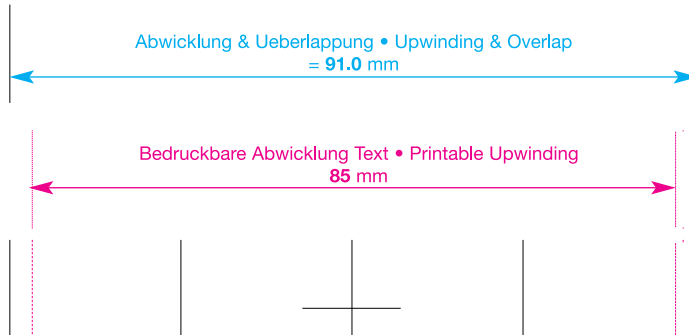 Abwicklung & Ueberlappung • Upwinding & Overlap
= 91.0 mm
Bedruckbare Abwicklung Text • Printable Upwinding
85 mm